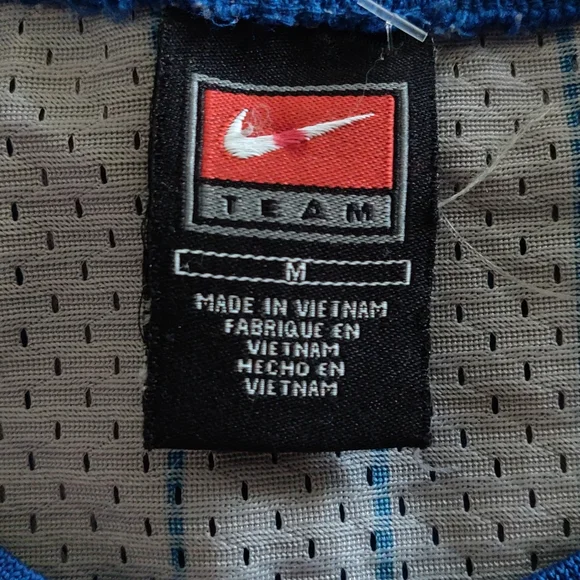 TEAM
M
MADE IN VIETNAM
FABRIQUE EN
VIETNAM
HECHO EN
VIETNAM